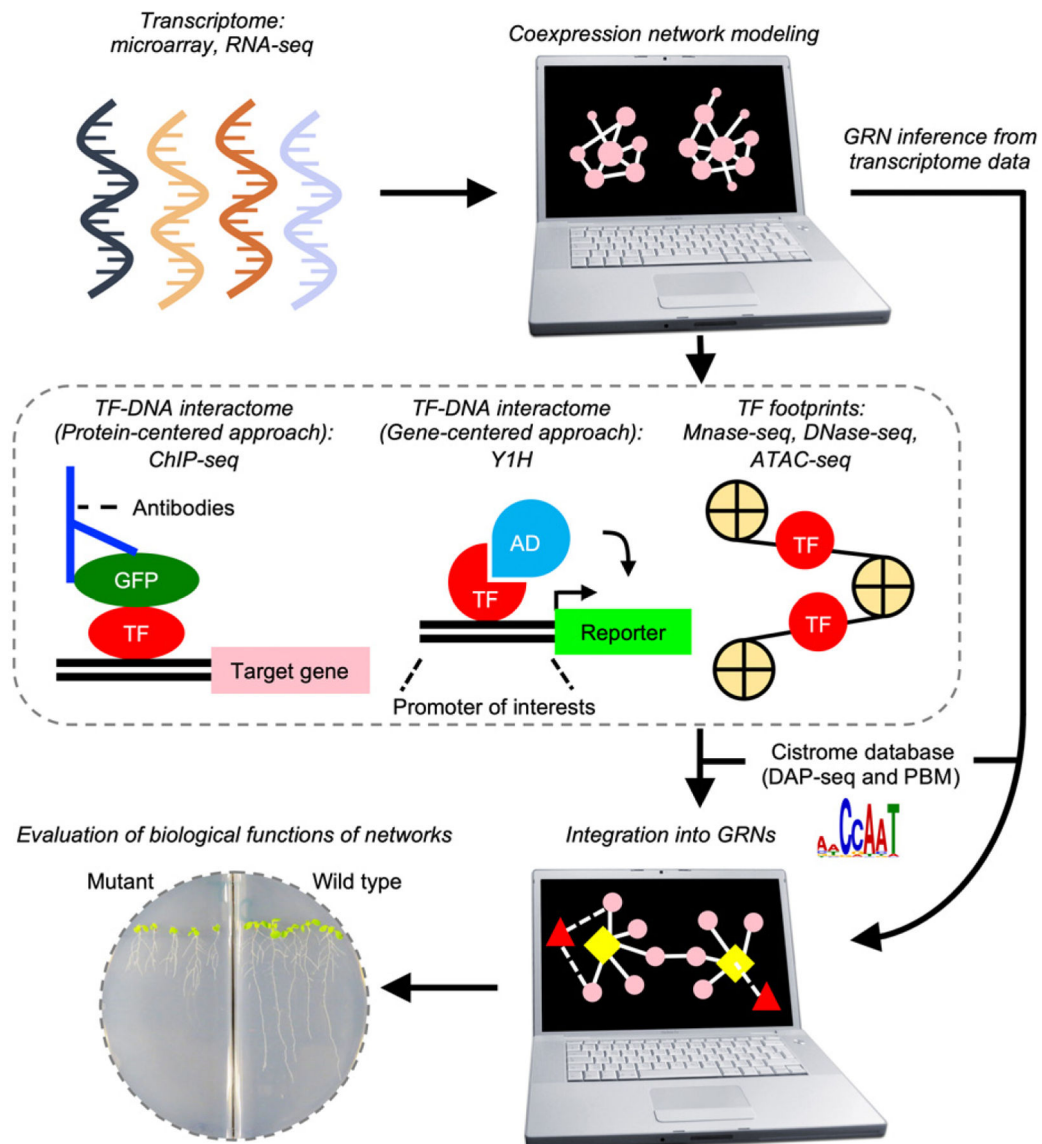 Transcriptome:
microarray, RNA-seq
Coexpression network modeling
GRN inference from
transcriptome data
TF-DNA interactome
(Protein-centered approach):
ChIP-seq
Antibodies
GFP
TF
Target gene
TF-DNA interactome
(Gene-centered approach):
Y1H
AD
TF
Reporter
Promoter of interests
TF footprints:
Mnase-seq, DNase-seq,
ATAC-seq
TF
TF
Cistrome database
(DAP-seq and PBM)
AACCAAT
Integration into GRNs
Evaluation of biological functions of networks
Mutant
Wild type